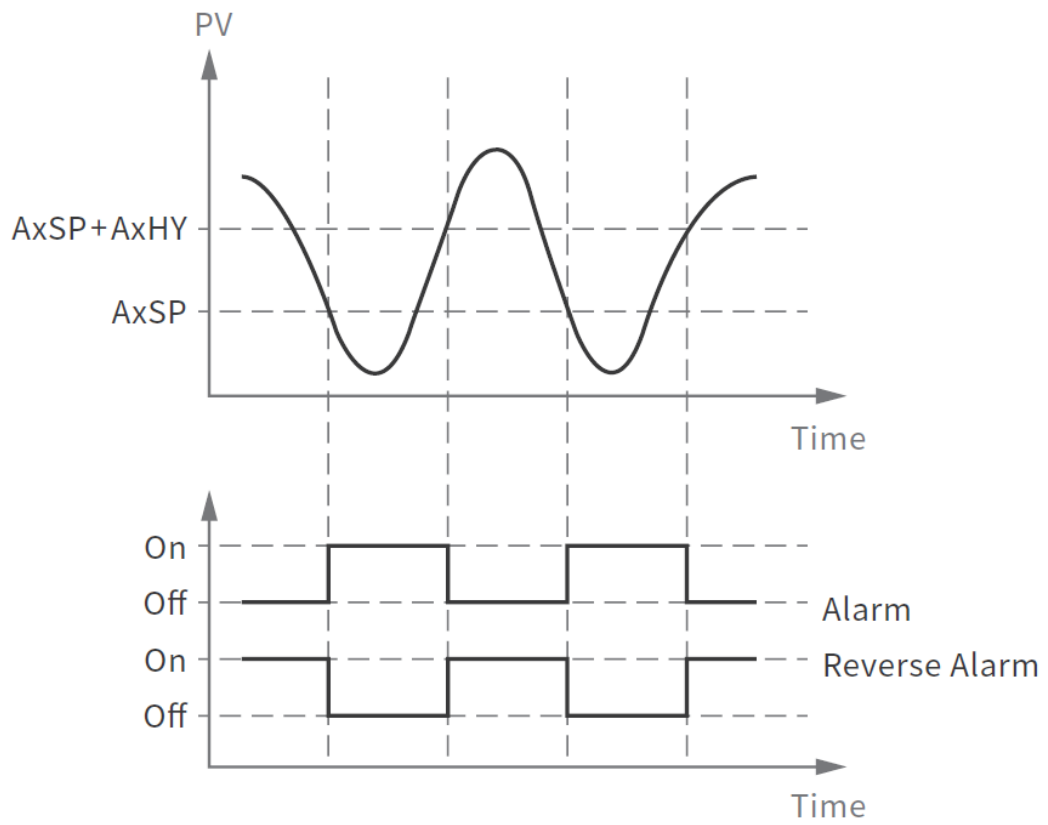 PV
AxSP+AxHY
AxSP
Time
On
Off
Alarm
On
Reverse Alarm
Off
Time